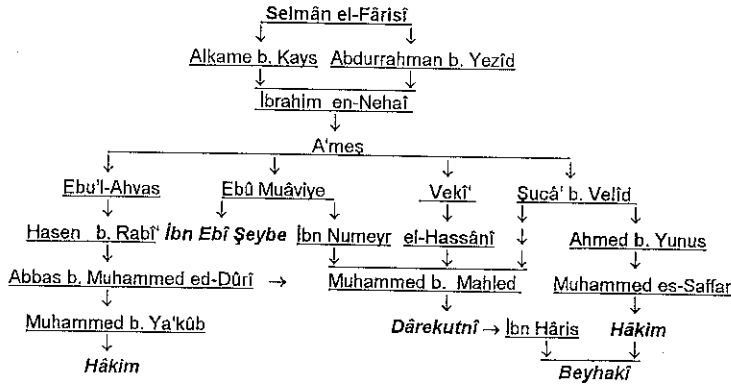 Selmân el-Fârisî
Alkame b. Kays Abdurrahman b. Yezîd
İbrahim en-Nehaî
A'meş
Ebu'l-Ahvas Ebû Muâviye Vekî' Şucâ' b. Velîd
Hasen b. Rabî' İbn Ebî Şeybe İbn Numeyr el-Hassânî Ahmed b. Yunus
Abbas b. Muhammed ed-Dûrî → Muhammed b. Mahled Muhammed es-Saffar
Muhammed b. Ya'kûb Dârekutnî → İbn Hâris Hâkim
Hâkim Beyhakî